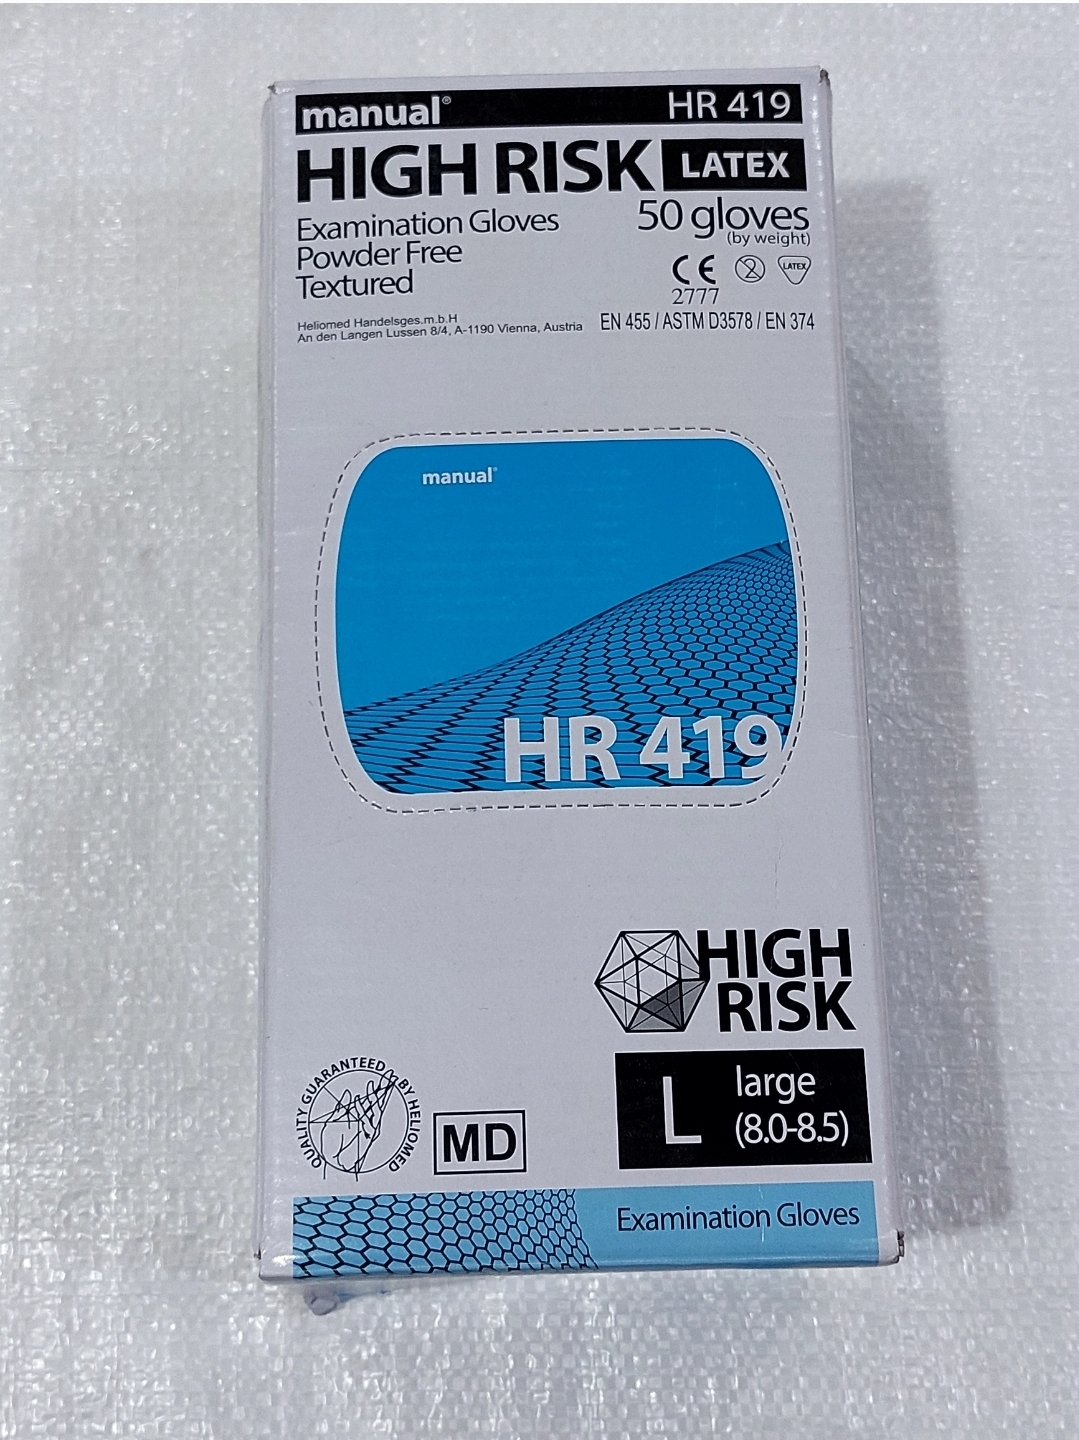 manual® HR 419
HIGH RISK LATEX
Examination Gloves
Powder Free
Textured
50 gloves
(by weight)
CE
2777
2
LATEX
Heliomed Handelsges.m.b.H
An den Langen Lussen 8/4, A-1190 Vienna, Austria
EN 455 / ASTM D3578 / EN 374
manual®
HR 419
HIGH
RISK
QUALITY GUARANTEED BY HELIOMED
MD
L large
(8.0-8.5)
Examination Gloves